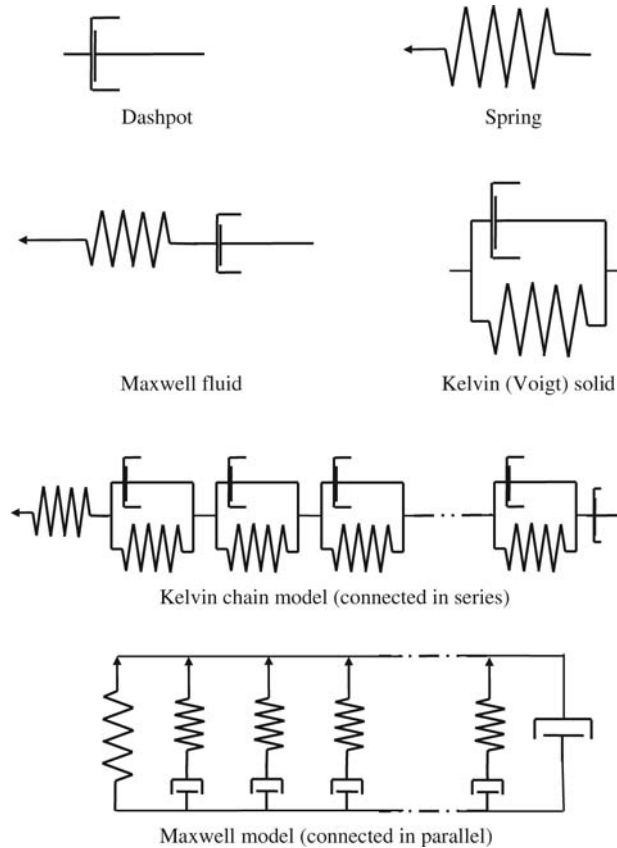 Dashpot
Spring
Maxwell fluid
Kelvin (Voigt) solid
Kelvin chain model (connected in series)
Maxwell model (connected in parallel)